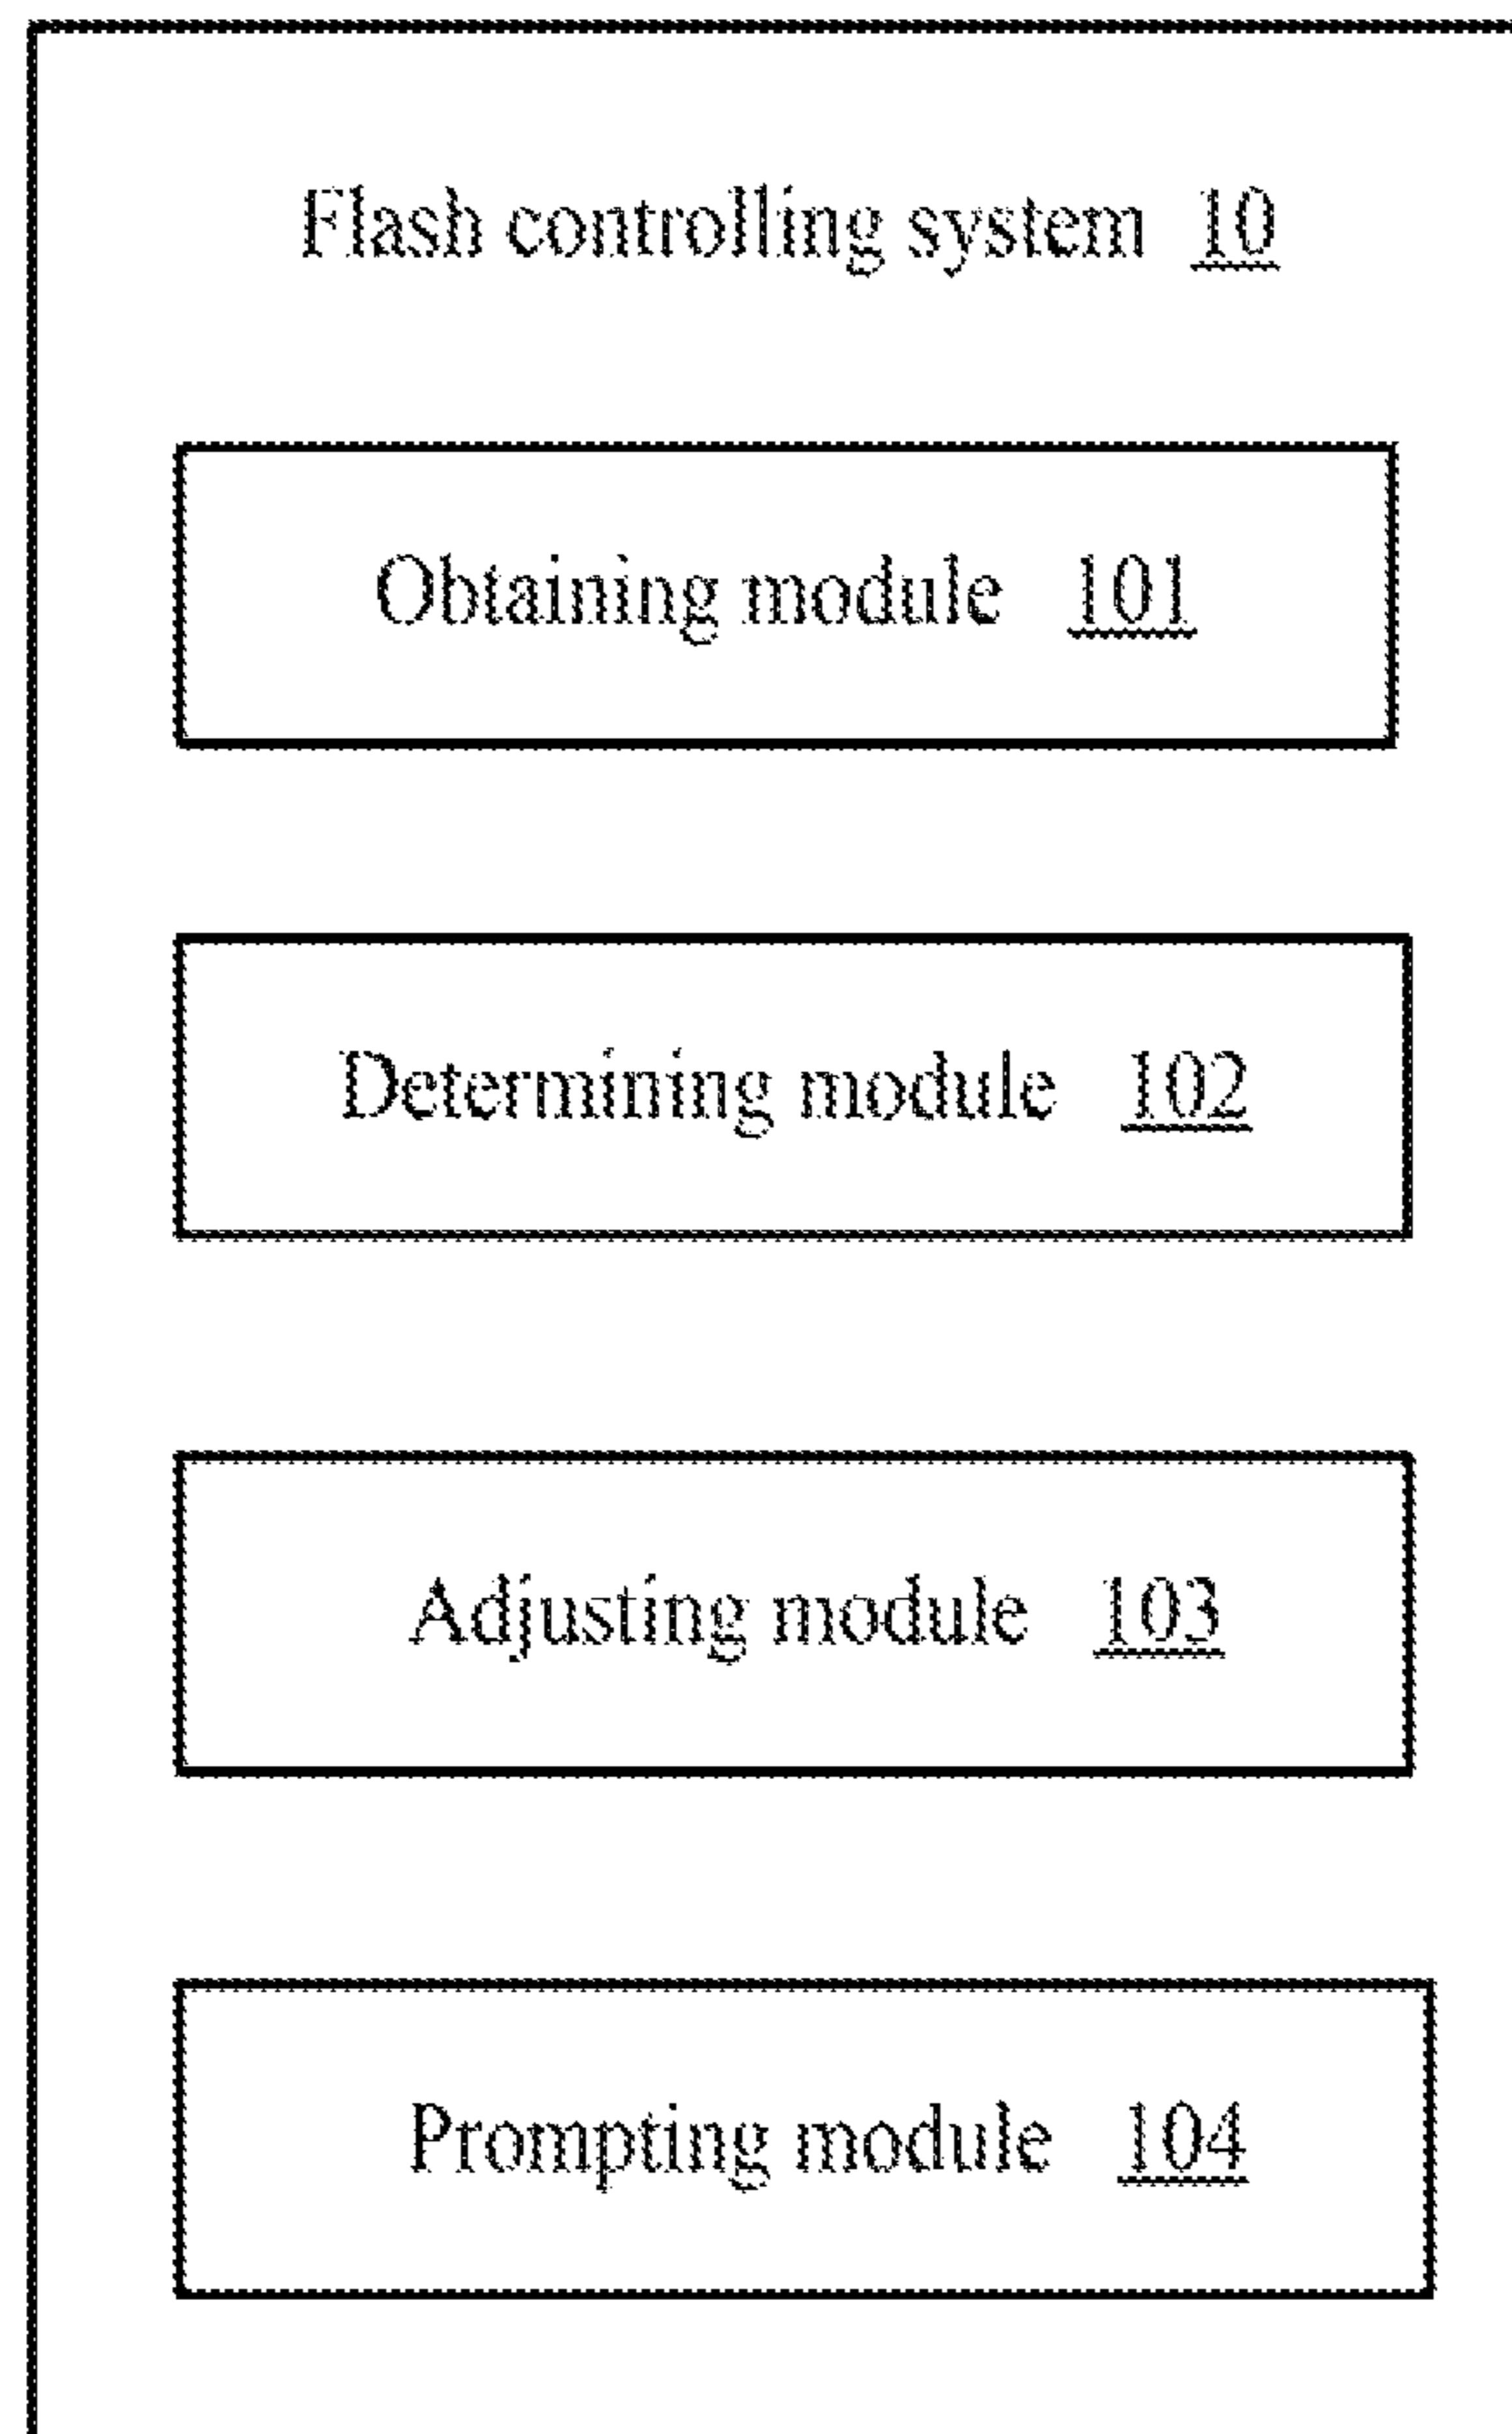 Flash controlling system 10
Obtaining module 101
Determining module 102
Adjusting module 103
Prompting module 104